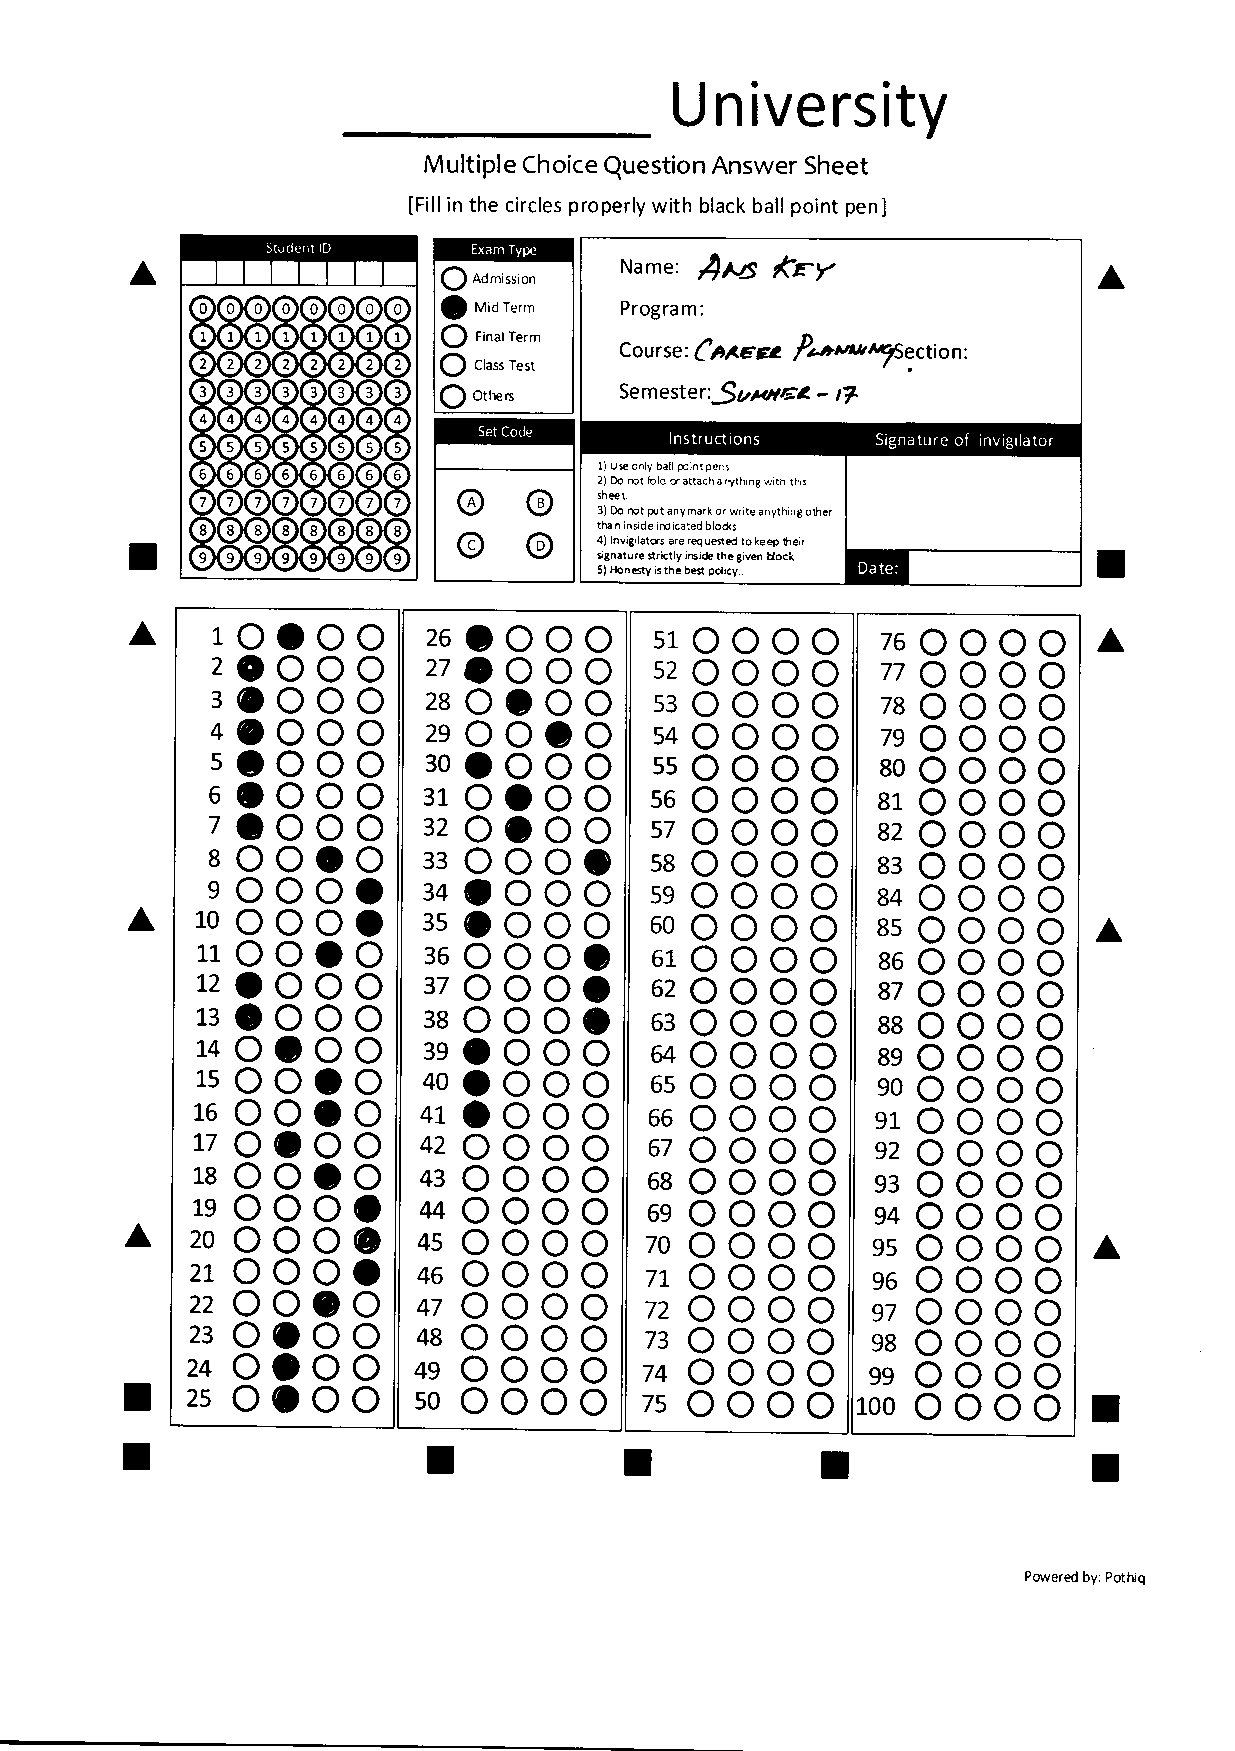 University
Multiple Choice Question Answer Sheet
[Fill in the circles properly with black ball point pen]
Student ID
0 0 0 0 0 0 0 0
1 1 1 1 1 1 1 1
2 2 2 2 2 2 2 2
3 3 3 3 3 3 3 3
4 4 4 4 4 4 4 4
5 5 5 5 5 5 5 5
6 6 6 6 6 6 6 6
7 7 7 7 7 7 7 7
8 8 8 8 8 8 8 8
9 9 9 9 9 9 9 9
Exam Type
Admission
Mid Term
Final Term
Class Test
Others
Set Code
A B
C D
Name: ANS KEY
Program:
Course: CAREER PLANNING Section:
Semester: SUMMER - 17
Instructions
1) Use only ball point pens
2) Do not fold or attach anything with this
sheet.
3) Do not put any mark or write anything other
than inside indicated blocks
4) Invigilators are requested to keep their
signature strictly inside the given block
5) Honesty is the best policy..
Signature of invigilator
Date:
1 26 51 76
2 27 52 77
3 28 53 78
4 29 54 79
5 30 55 80
6 31 56 81
7 32 57 82
8 33 58 83
9 34 59 84
10 35 60 85
11 36 61 86
12 37 62 87
13 38 63 88
14 39 64 89
15 40 65 90
16 41 66 91
17 42 67 92
18 43 68 93
19 44 69 94
20 45 70 95
21 46 71 96
22 47 72 97
23 48 73 98
24 49 74 99
25 50 75 100
Powered by: Pothiq